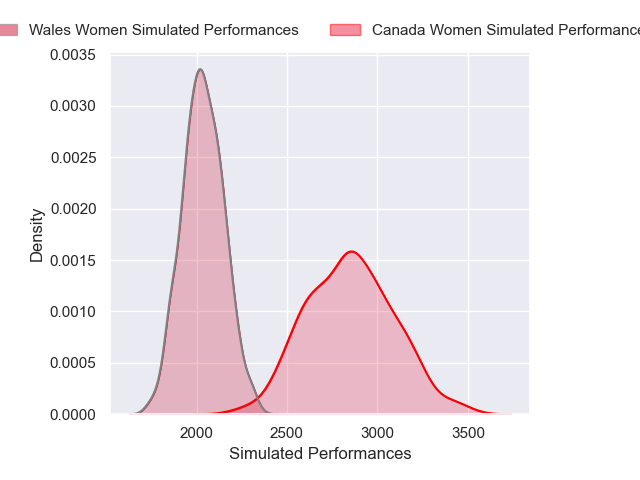 Wales Women Simulated Performances
Canada Women Simulated Performance
0.0035
0.0030
0.0025
0.0020
0.0015
0.0010
0.0005
0.0000
Density
2000 2500 3000 3500
Simulated Performances